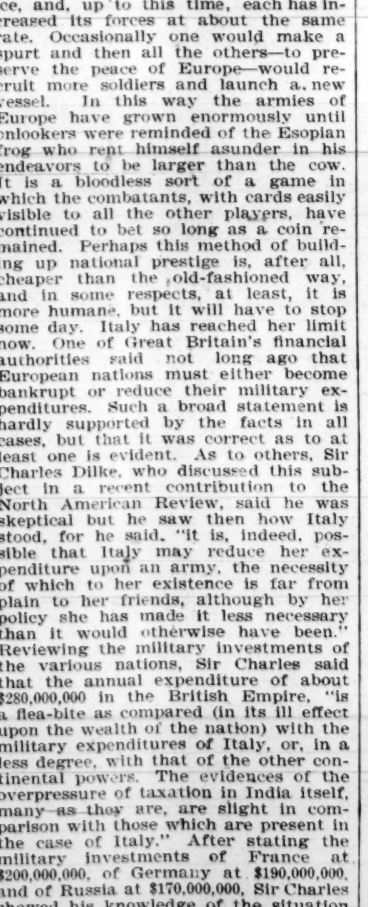 ce, and, up to this time, each has in-
creased its forces at about the same
rate. Occasionally one would make a
spurt and then all the others—to pre-
serve the peace of Europe—would re-
cruit more soldiers and launch a new
vessel. In this way the armies of
Europe have grown enormously until
onlookers were reminded of the Esopian
frog who rent himself asunder in his
endeavors to be larger than the cow.
It is a bloodless sort of a game in
which the combatants, with cards easily
visible to all the other players, have
continued to bet so long as a coin re-
mained. Perhaps this method of build-
ing up national prestige is, after all,
cheaper than the old-fashioned way,
and in some respects, at least, it is
more humane, but it will have to stop
some day. Italy has reached her limit
now. One of Great Britain's financial
authorities said not long ago that
European nations must either become
bankrupt or reduce their military ex-
penditures. Such a broad statement is
hardly supported by the facts in all
cases, but that it was correct as to at
least one is evident. As to others, Sir
Charles Dilke, who discussed this sub-
ject in a recent contribution to the
North American Review, said he was
skeptical but he saw then how Italy
stood, for he said, "it is, indeed, pos-
sible that Italy may reduce her ex-
penditure upon an army, the necessity
of which to her existence is far from
plain to her friends, although by her
policy she has made it less necessary
than it would otherwise have been."
Reviewing the military investments of
the various nations, Sir Charles said
that the annual expenditure of about
$280,000,000 in the British Empire, "is
a flea-bite as compared (in its ill effect
upon the wealth of the nation) with the
military expenditures of Italy, or, in a
less degree, with that of the other con-
tinental powers. The evidences of the
overpressure of taxation in India itself,
many as they are, are slight in com-
parison with those which are present in
the case of Italy." After stating the
military investments of France at
$200,000,000, of Germany at $190,000,000,
and of Russia at $170,000,000, Sir Charles
showed his knowledge of the situation